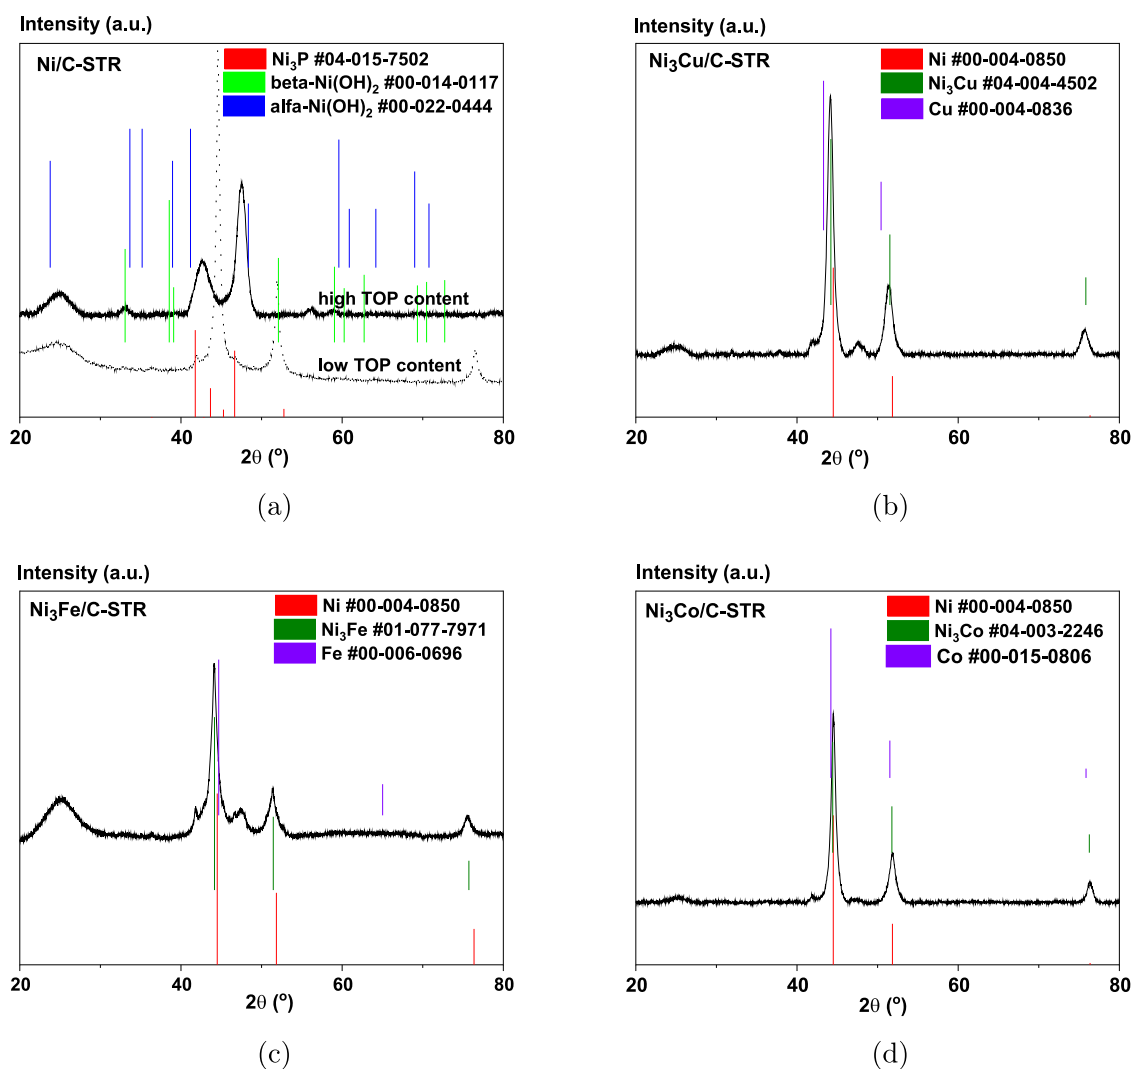 Intensity (a.u.)
Ni/C-STR
Ni₃P #04-015-7502
beta-Ni(OH)₂ #00-014-0117
alfa-Ni(OH)₂ #00-022-0444
high TOP content
low TOP content
20 40 60 80
2θ (°)
(a)
Intensity (a.u.)
Ni₃Cu/C-STR
Ni #00-004-0850
Ni₃Cu #04-004-4502
Cu #00-004-0836
20 40 60 80
2θ (°)
(b)
Intensity (a.u.)
Ni₃Fe/C-STR
Ni #00-004-0850
Ni₃Fe #01-077-7971
Fe #00-006-0696
20 40 60 80
2θ (°)
(c)
Intensity (a.u.)
Ni₃Co/C-STR
Ni #00-004-0850
Ni₃Co #04-003-2246
Co #00-015-0806
20 40 60 80
2θ (°)
(d)